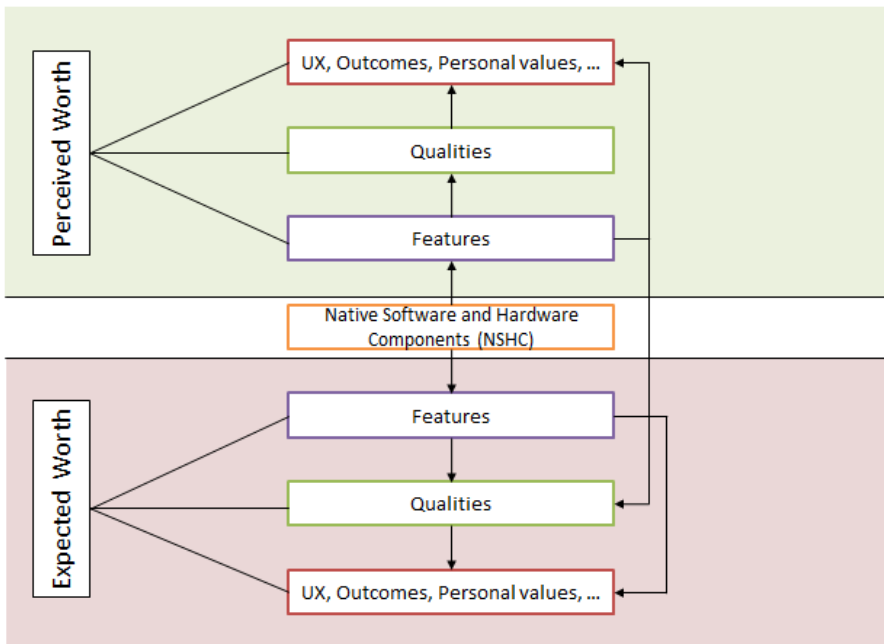 Perceived Worth
UX, Outcomes, Personal values, ...
Qualities
Features
Native Software and Hardware
Components (NSHC)
Expected Worth
Features
Qualities
UX, Outcomes, Personal values, ...